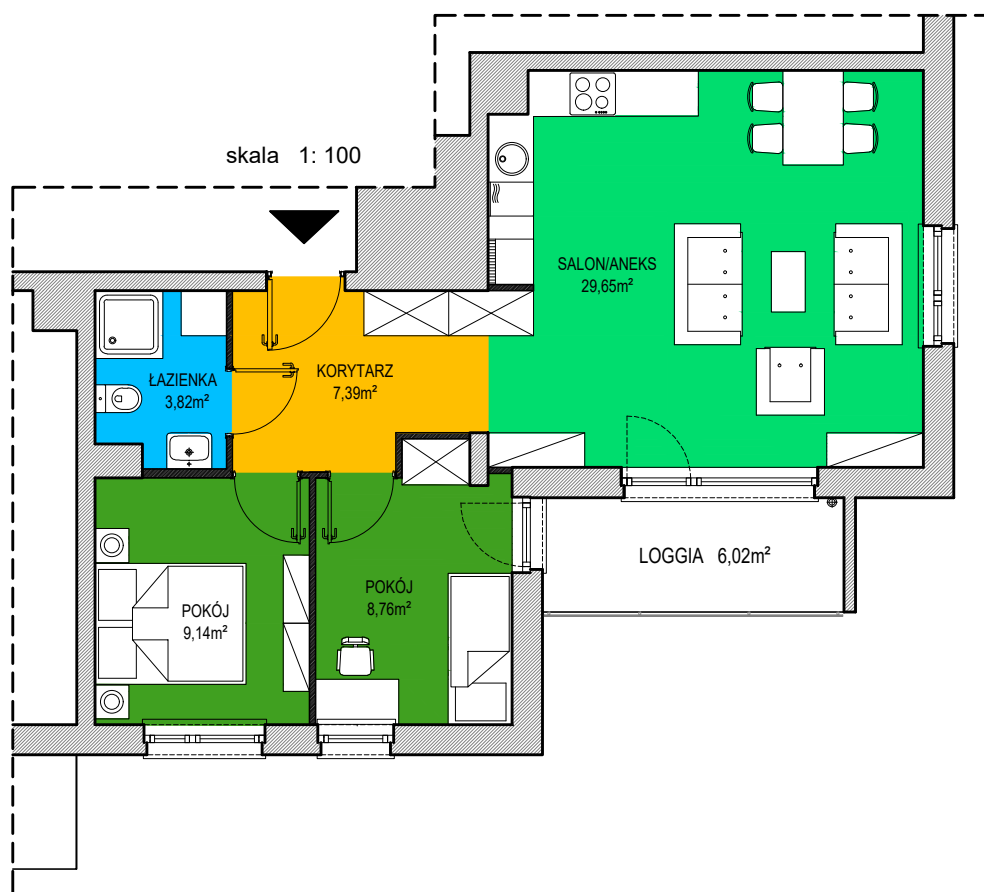 skala 1: 100
SALON/ANEKS
29,65m²
KORYTARZ
7,39m²
ŁAZIENKA
3,82m²
LOGGIA 6,02m²
POKÓJ
8,76m²
POKÓJ
9,14m²